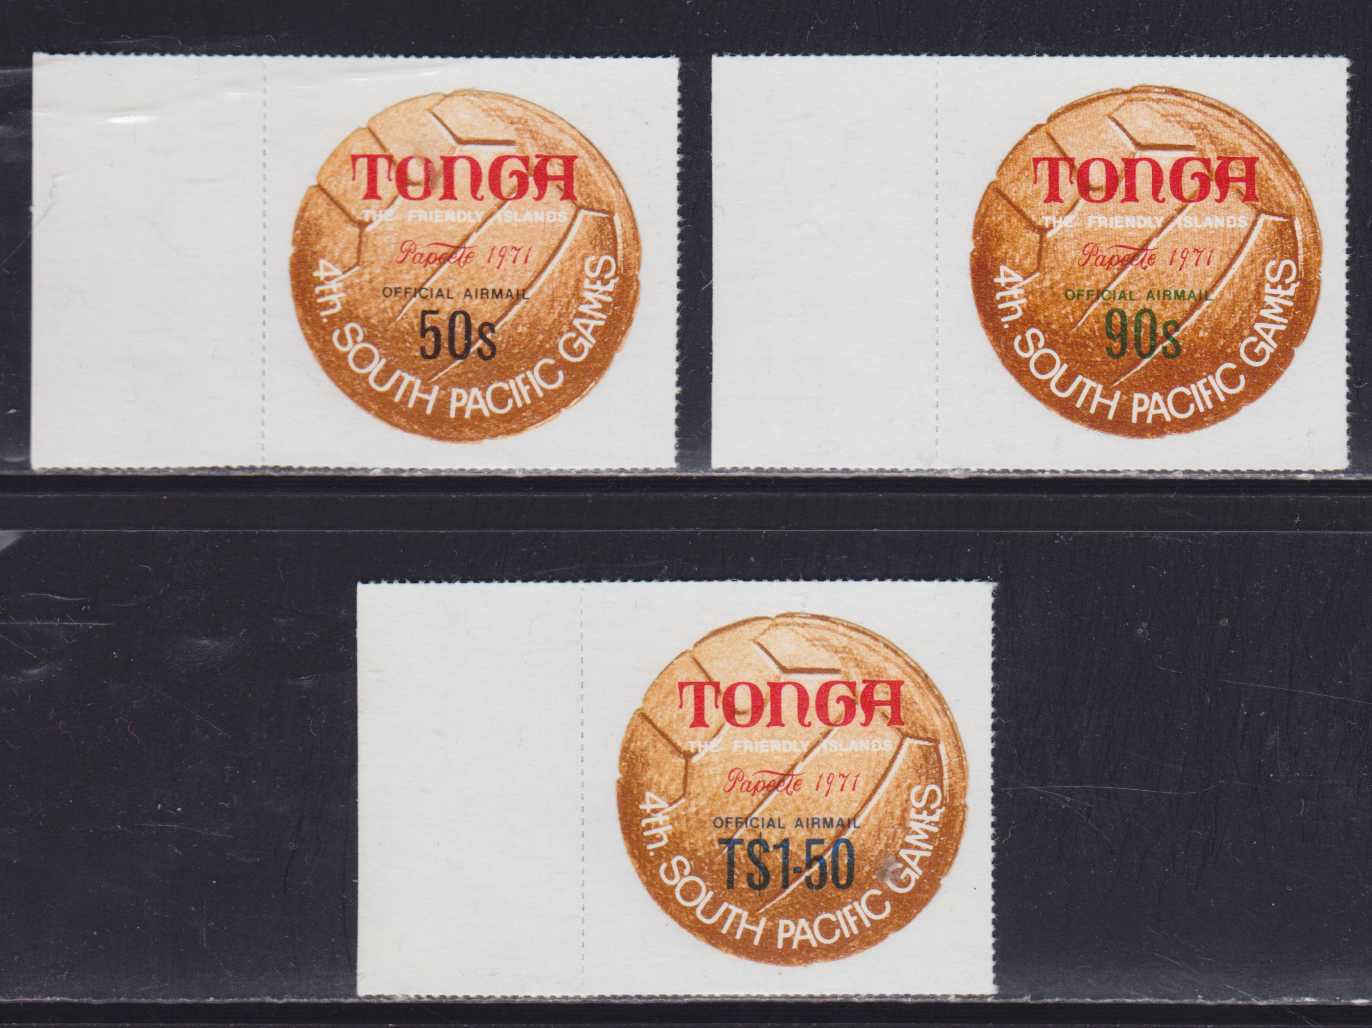 TONGA
THE FRIENDLY ISLANDS
Papeete 1971
OFFICIAL AIRMAIL
50s
4th. SOUTH PACIFIC GAMES
TONGA
THE FRIENDLY ISLANDS
Papeete 1971
OFFICIAL AIRMAIL
90s
4th. SOUTH PACIFIC GAMES
TONGA
THE FRIENDLY ISLANDS
Papeete 1971
OFFICIAL AIRMAIL
T$1·50
4th. SOUTH PACIFIC GAMES